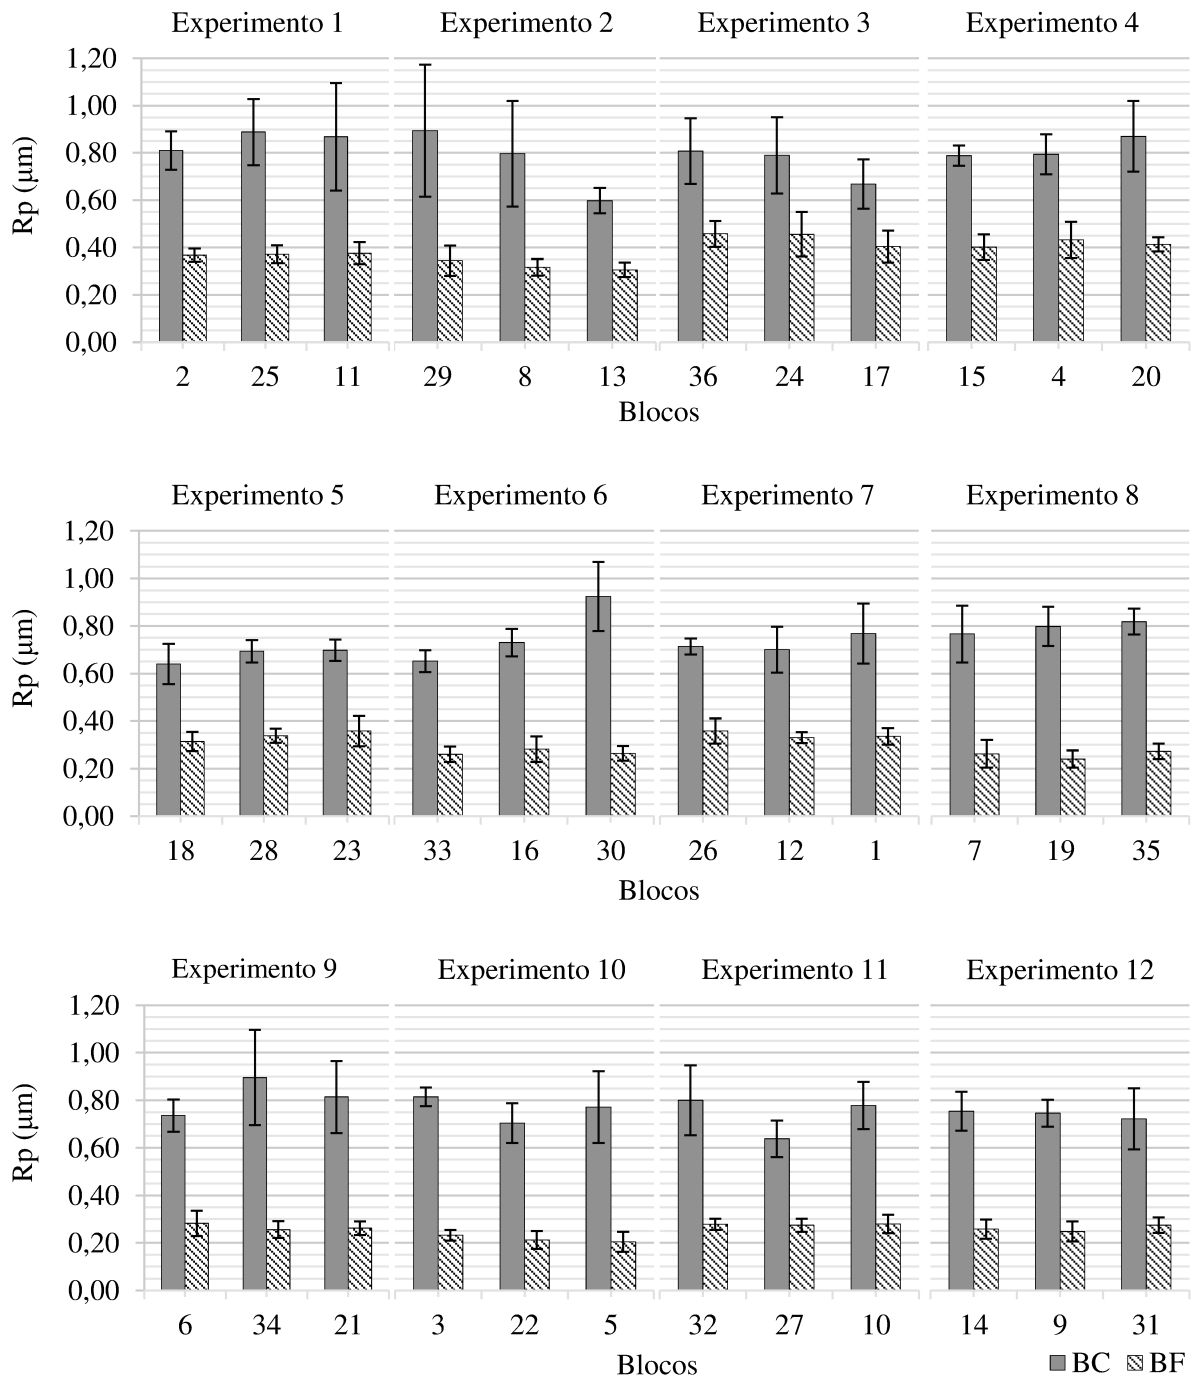 Experimento 1 Experimento 2 Experimento 3 Experimento 4
1,20
1,00
0,80
0,60
0,40
0,20
0,00
Rp (µm)
2 25 11 29 8 13 36 24 17 15 4 20
Blocos
Experimento 5 Experimento 6 Experimento 7 Experimento 8
1,20
1,00
0,80
0,60
0,40
0,20
0,00
Rp (µm)
18 28 23 33 16 30 26 12 1 7 19 35
Blocos
Experimento 9 Experimento 10 Experimento 11 Experimento 12
1,20
1,00
0,80
0,60
0,40
0,20
0,00
Rp (µm)
6 34 21 3 22 5 32 27 10 14 9 31
Blocos
BC BF